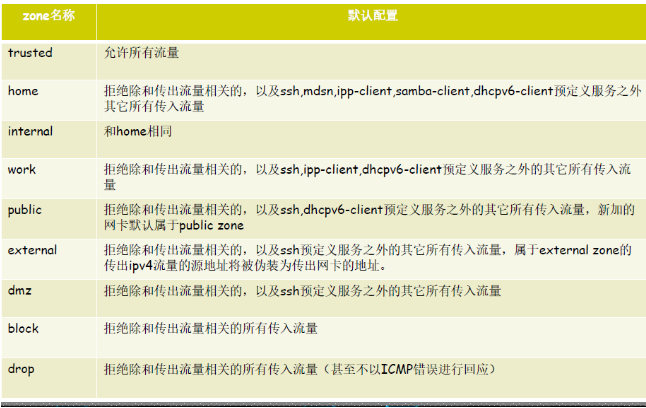 zone名称 默认配置
trusted 允许所有流量
home 拒绝除和传出流量相关的，以及ssh,mdsn,ipp-client,samba-client,dhcpv6-client预定义服务之外
其它所有传入流量
internal 和home相同
work 拒绝除和传出流量相关的，以及ssh,ipp-client,dhcpv6-client预定义服务之外的其它所有传入流
量
public 拒绝除和传出流量相关的，以及ssh,dhcpv6-client预定义服务之外的其它所有传入流量，新加的
网卡默认属于public zone
external 拒绝除和传出流量相关的，以及ssh预定义服务之外的其它所有传入流量，属于external zone的
传出ipv4流量的源地址将被伪装为传出网卡的地址。
dmz 拒绝除和传出流量相关的，以及ssh预定义服务之外的其它所有传入流量
block 拒绝除和传出流量相关的所有传入流量
drop 拒绝除和传出流量相关的所有传入流量（甚至不以ICMP错误进行回应）